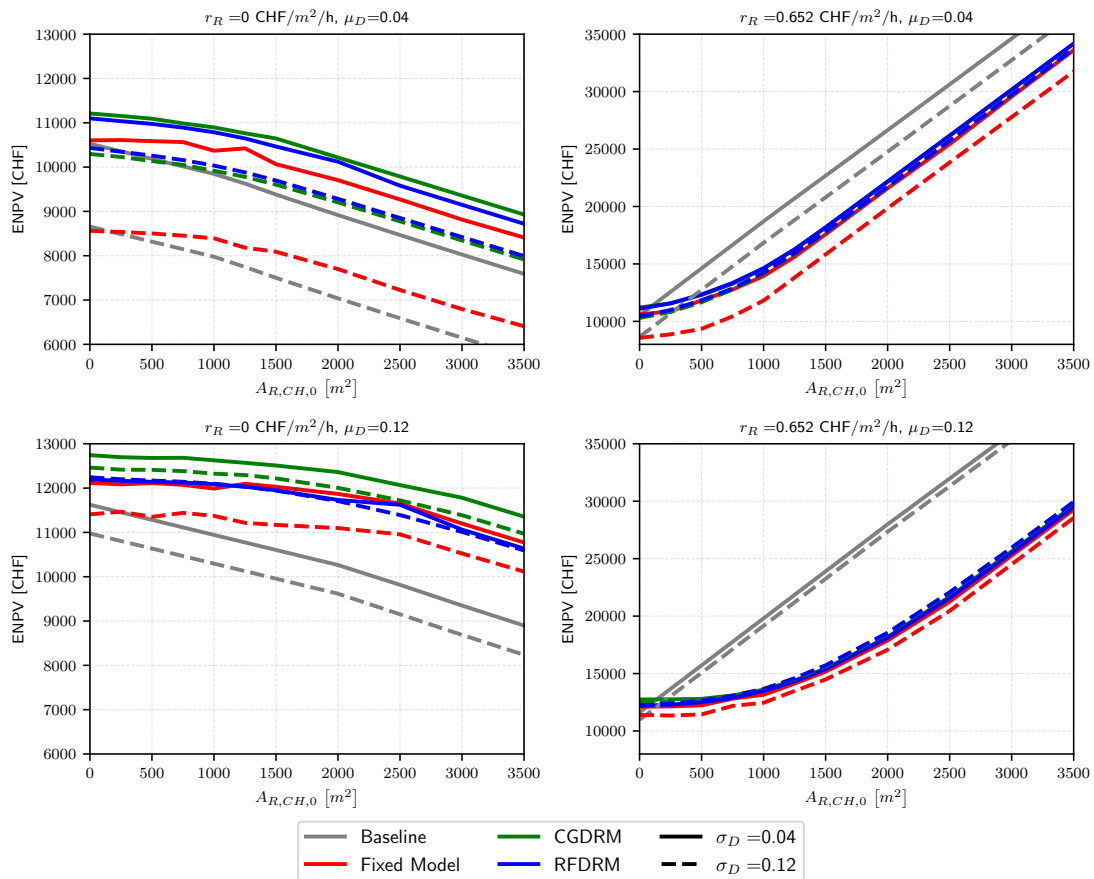 r_R =0 CHF/m²/h, μ_D=0.04
13000
12000
11000
10000
9000
8000
7000
6000
ENPV [CHF]
0 500 1000 1500 2000 2500 3000 3500
A_{R,CH,0} [m²]
r_R =0.652 CHF/m²/h, μ_D=0.04
35000
30000
25000
20000
15000
10000
ENPV [CHF]
0 500 1000 1500 2000 2500 3000 3500
A_{R,CH,0} [m²]
r_R =0 CHF/m²/h, μ_D=0.12
13000
12000
11000
10000
9000
8000
7000
6000
ENPV [CHF]
0 500 1000 1500 2000 2500 3000 3500
A_{R,CH,0} [m²]
r_R =0.652 CHF/m²/h, μ_D=0.12
35000
30000
25000
20000
15000
10000
ENPV [CHF]
0 500 1000 1500 2000 2500 3000 3500
A_{R,CH,0} [m²]
Baseline CGDRM σ_D =0.04
Fixed Model RFDRM σ_D =0.12